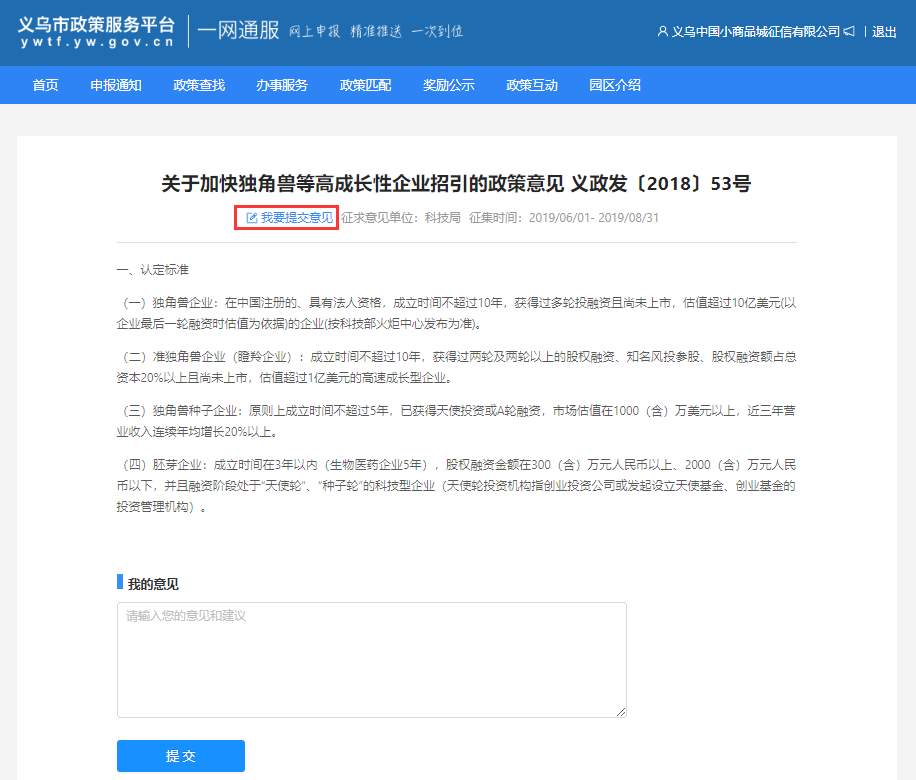 义乌市政策服务平台
ywtf.yw.gov.cn
一网通服 网上申报 精准推送 一次到位
义乌中国小商品城征信有限公司 | 退出
首页 申报通知 政策查找 办事服务 政策匹配 奖励公示 政策互动 园区介绍
关于加快独角兽等高成长性企业招引的政策意见 义政发〔2018〕53号
我要提交意见 征求意见单位：科技局 征集时间：2019/06/01- 2019/08/31
一、认定标准
（一）独角兽企业：在中国注册的、具有法人资格，成立时间不超过10年，获得过多轮投融资且尚未上市，估值超过10亿美元(以
企业最后一轮融资时估值为依据)的企业(按科技部火炬中心发布为准)。
（二）准独角兽企业（瞪羚企业）：成立时间不超过10年，获得过两轮及两轮以上的股权融资、知名风投参股、股权融资额占总
资本20%以上且尚未上市，估值超过1亿美元的高速成长型企业。
（三）独角兽种子企业：原则上成立时间不超过5年，已获得天使投资或A轮融资，市场估值在1000（含）万美元以上，近三年营
业收入连续年均增长20%以上。
（四）胚芽企业：成立时间在3年以内（生物医药企业5年），股权融资金额在300（含）万元人民币以上、2000（含）万元人民
币以下，并且融资阶段处于“天使轮”、“种子轮”的科技型企业（天使轮投资机构指创业投资公司或发起设立天使基金、创业基金的
投资管理机构）。
我的意见
请输入您的意见和建议
提 交